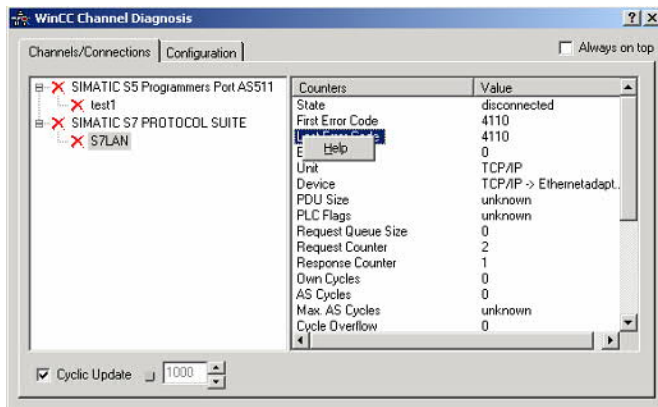 WinCC Channel Diagnosis
Channels/Connections Configuration Always on top
SIMATIC S5 Programmers Port AS511
test1
SIMATIC S7 PROTOCOL SUITE
S7LAN
Counters Value
State disconnected
First Error Code 4110
Last Error Code 4110
Help
E 0
Unit TCP/IP
Device TCP/IP -> Ethernetadapt..
PDU Size unknown
PLC Flags unknown
Request Queue Size 0
Request Counter 2
Response Counter 1
Own Cycles 0
AS Cycles 0
Max. AS Cycles unknown
Cycle Overflow 0
Cyclic Update 1000